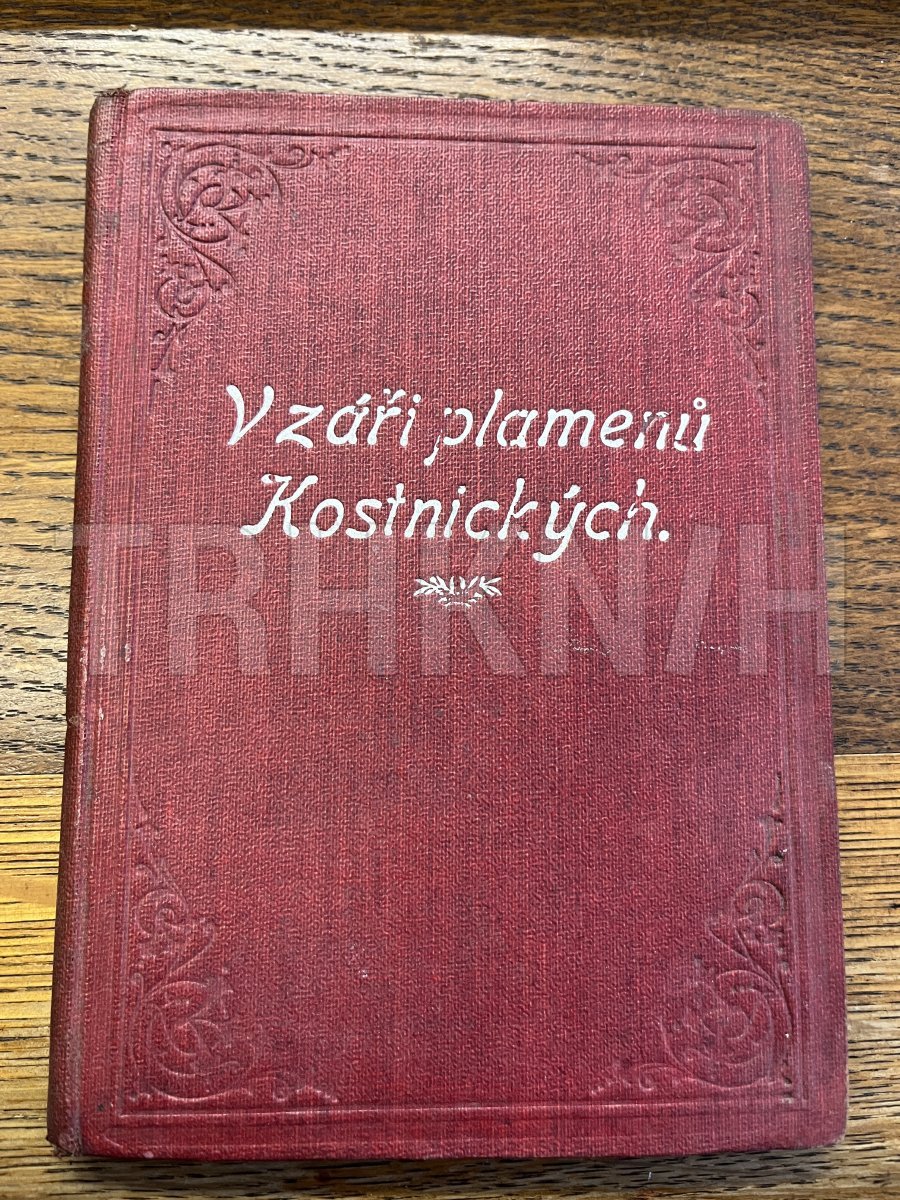 V záři plamenů
Kostnických.
TRHKNIH